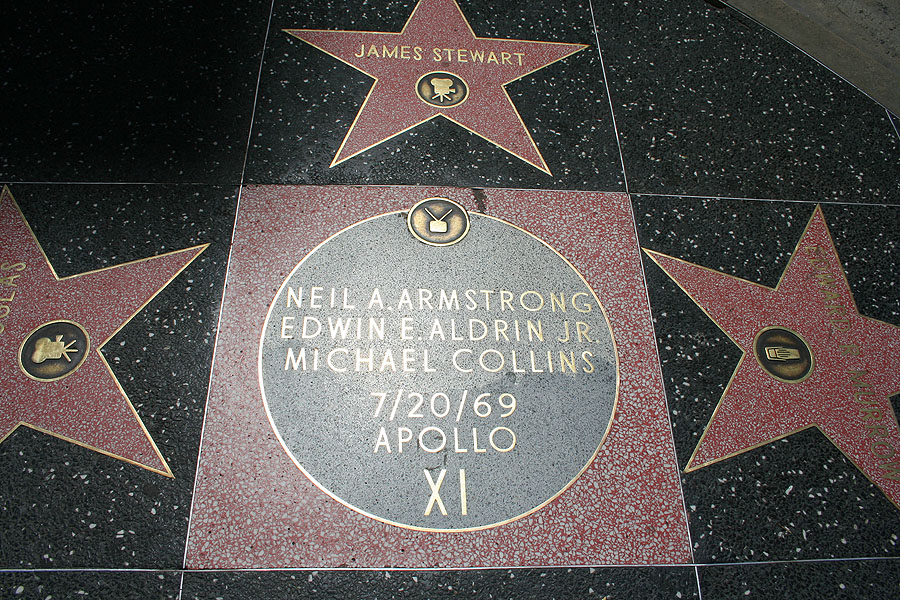 JAMES STEWART
NEIL A. ARMSTRONG
EDWIN E. ALDRIN JR.
MICHAEL COLLINS
7/20/69
APOLLO
XI